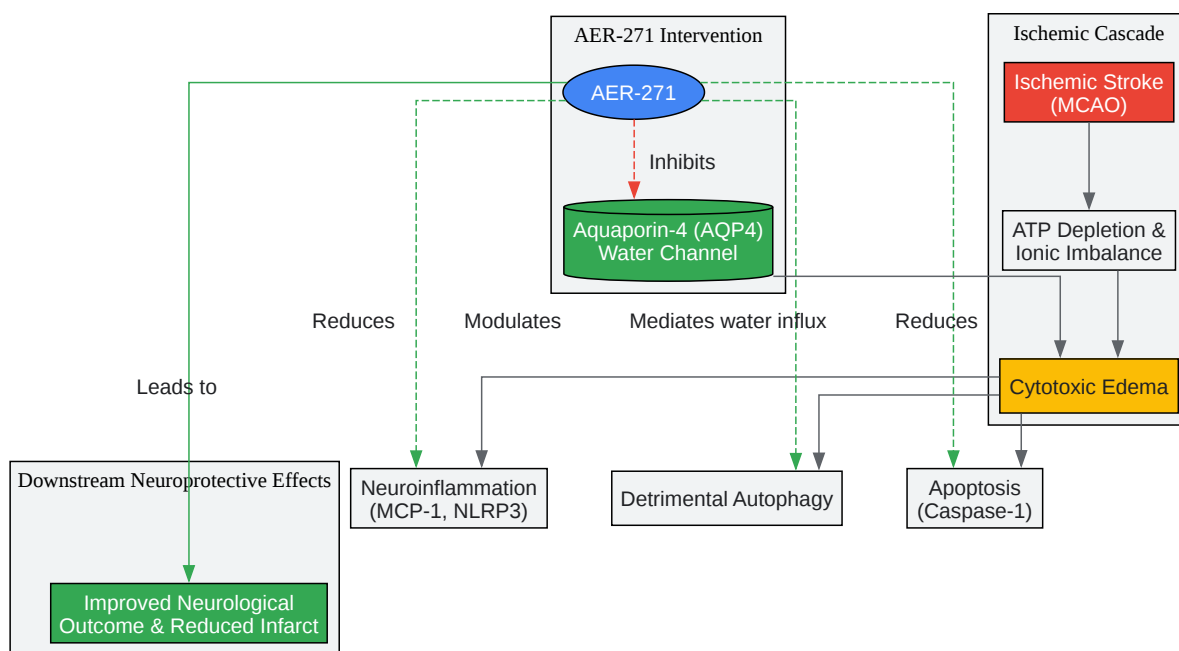 AER-271 Intervention
Ischemic Cascade
AER-271
Ischemic Stroke
(MCAO)
Inhibits
Aquaporin-4 (AQP4)
Water Channel
ATP Depletion &
Ionic Imbalance
Reduces
Modulates
Mediates water influx
Reduces
Leads to
Cytotoxic Edema
Downstream Neuroprotective Effects
Neuroinflammation
(MCP-1, NLRP3)
Detrimental Autophagy
Apoptosis
(Caspase-1)
Improved Neurological
Outcome & Reduced Infarct